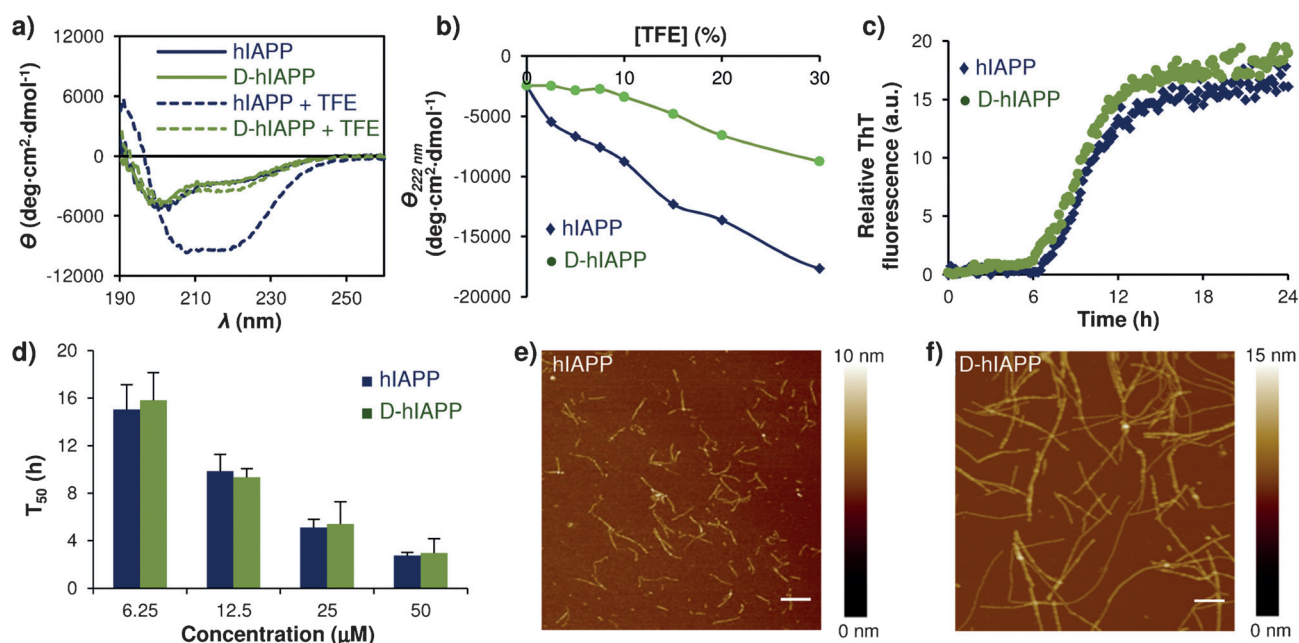 a)
12000
6000
0
-6000
-12000
Θ (deg·cm²·dmol⁻¹)
hIAPP
D-hIAPP
hIAPP + TFE
D-hIAPP + TFE
190
210
230
250
λ (nm)
b)
[TFE] (%)
0
10
20
30
0
-5000
-10000
-15000
-20000
Θ222 nm
(deg·cm²·dmol⁻¹)
hIAPP
D-hIAPP
c)
20
15
10
5
0
Relative ThT
fluorescence (a.u.)
hIAPP
D-hIAPP
0
6
12
18
24
Time (h)
d)
20
16
12
8
4
0
T50 (h)
hIAPP
D-hIAPP
6.25
12.5
25
50
Concentration (µM)
e)
hIAPP
10 nm
0 nm
f)
D-hIAPP
15 nm
0 nm